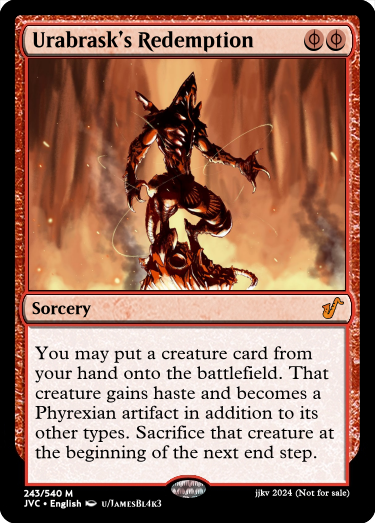 Urabrask's Redemption
Sorcery
You may put a creature card from
your hand onto the battlefield. That
creature gains haste and becomes a
Phyrexian artifact in addition to its
other types. Sacrifice that creature at
the beginning of the next end step.
243/540 M
JVC • English u/JamesBl4k3
jjkv 2024 (Not for sale)